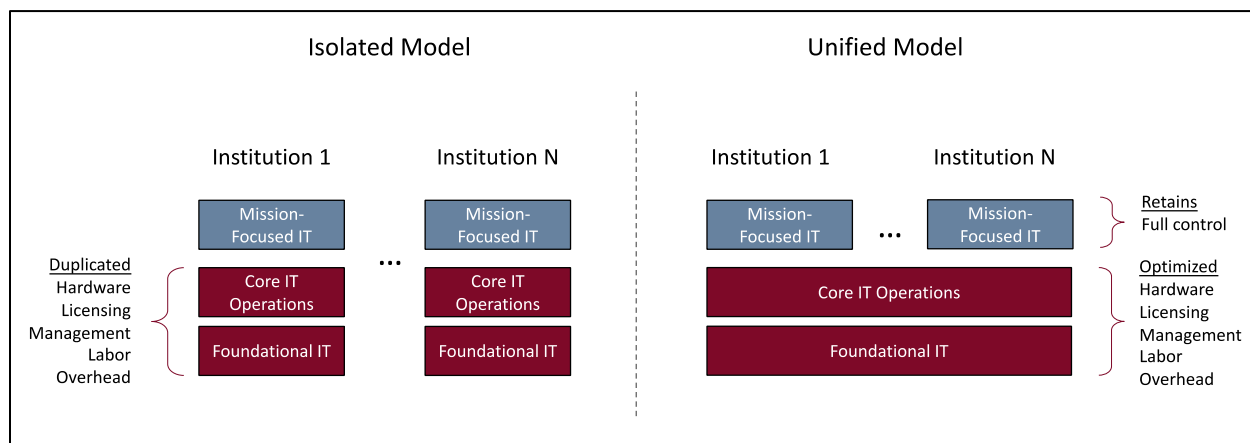 Isolated Model
Unified Model
Institution 1
Institution N
Mission-
Focused IT
Mission-
Focused IT
...
Duplicated
Hardware
Licensing
Management
Labor
Overhead
Core IT
Operations
Core IT
Operations
Foundational IT
Foundational IT
Institution 1
Institution N
Mission-
Focused IT
...
Mission-
Focused IT
Retains
Full control
Core IT Operations
Foundational IT
Optimized
Hardware
Licensing
Management
Labor
Overhead